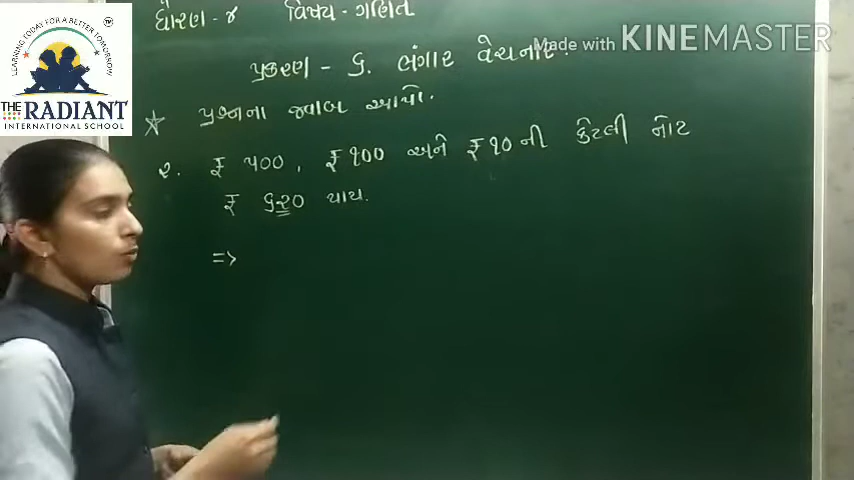 LEARNING TODAY FOR A BETTER TOMORROW
TM
THE RADIANT
INTERNATIONAL SCHOOL
Made with KINEMASTER
ધોરણ - ૪ વિષય - ગણિત
પ્રકરણ - ૬. ભંગાર વેચનાર.
☆ પ્રશ્નના જવાબ આપો.
૨. ₹ ૫૦૦, ₹ ૧૦૦ અને ₹ ૧૦ ની કેટલી નોટ
₹ ૬૨૦ થાય.
=>